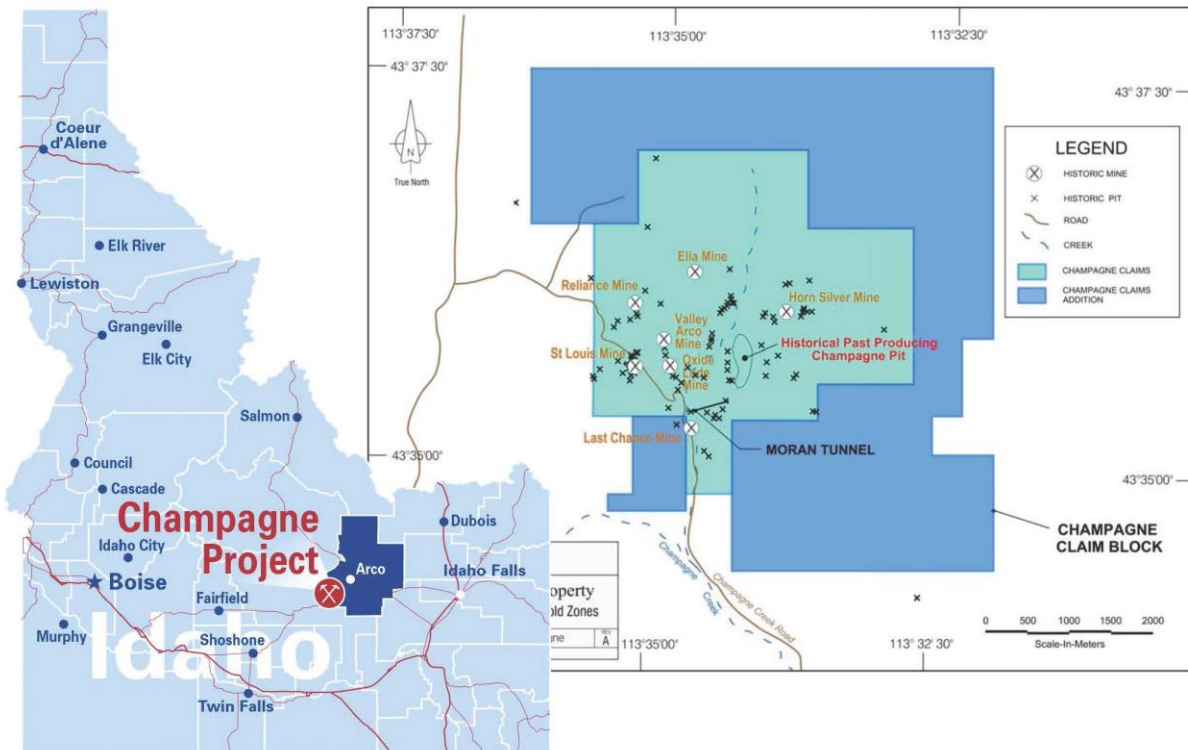 Coeur
d'Alene
Elk River
Lewiston
Grangeville
Elk City
Salmon
Council
Cascade
Champagne
Project
Dubois
Idaho City
Arco
Idaho Falls
Boise
Fairfield
Idaho
Murphy
Shoshone
Twin Falls
113°37'30"
113°35'00"
113°32'30"
43° 37' 30"
43° 37' 30"
N
True North
LEGEND
HISTORIC MINE
HISTORIC PIT
ROAD
CREEK
CHAMPAGNE CLAIMS
CHAMPAGNE CLAIMS
ADDITION
Ella Mine
Reliance Mine
Horn Silver Mine
Valley
Arco
Mine
Historical Past Producing
Champagne Pit
St Louis Mine
Oxide
Mine
Last Chance Mine
MORAN TUNNEL
43°35'00"
43°35'00"
CHAMPAGNE
CLAIM BLOCK
Champagne
Creek
Champagne Creek Road
operty
old Zones
gne
REV
A
0 500 1000 1500 2000
Scale-In-Meters
113°35'00"
113°32' 30"